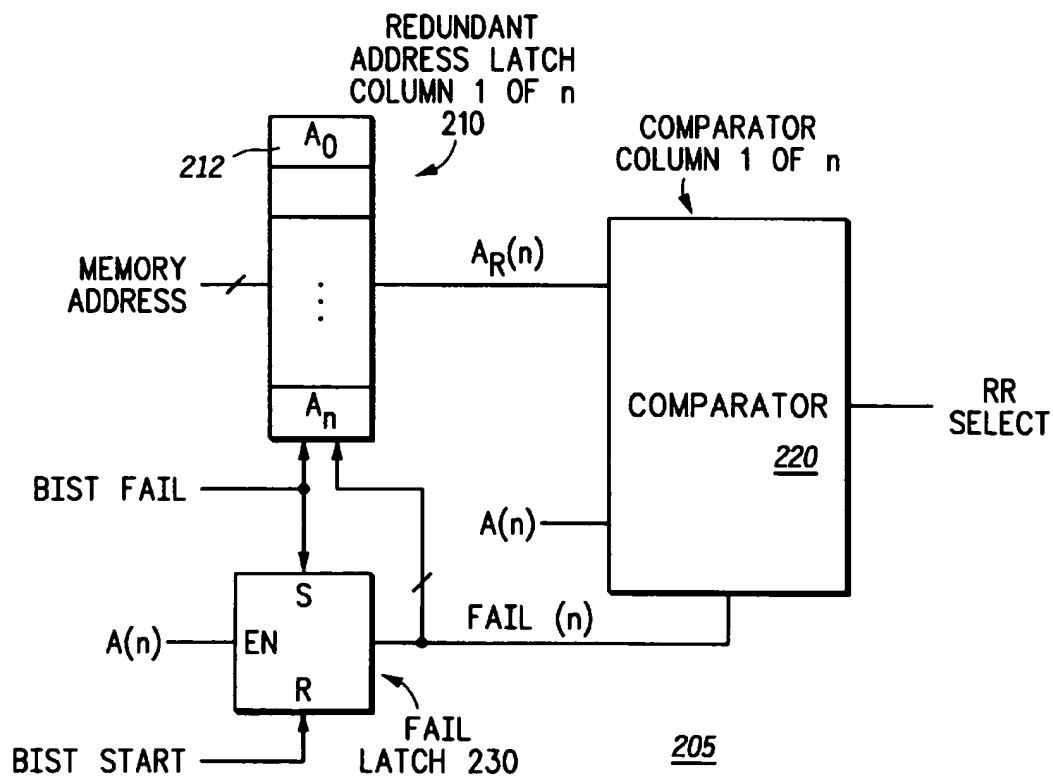 REDUNDANT
ADDRESS LATCH
COLUMN 1 OF n
210
COMPARATOR
COLUMN 1 OF n
A0
212
MEMORY
ADDRESS
⋮
AR(n)
An
COMPARATOR
220
RR
SELECT
BIST FAIL
A(n)
S
A(n)
EN
R
FAIL (n)
BIST START
FAIL
LATCH 230
205